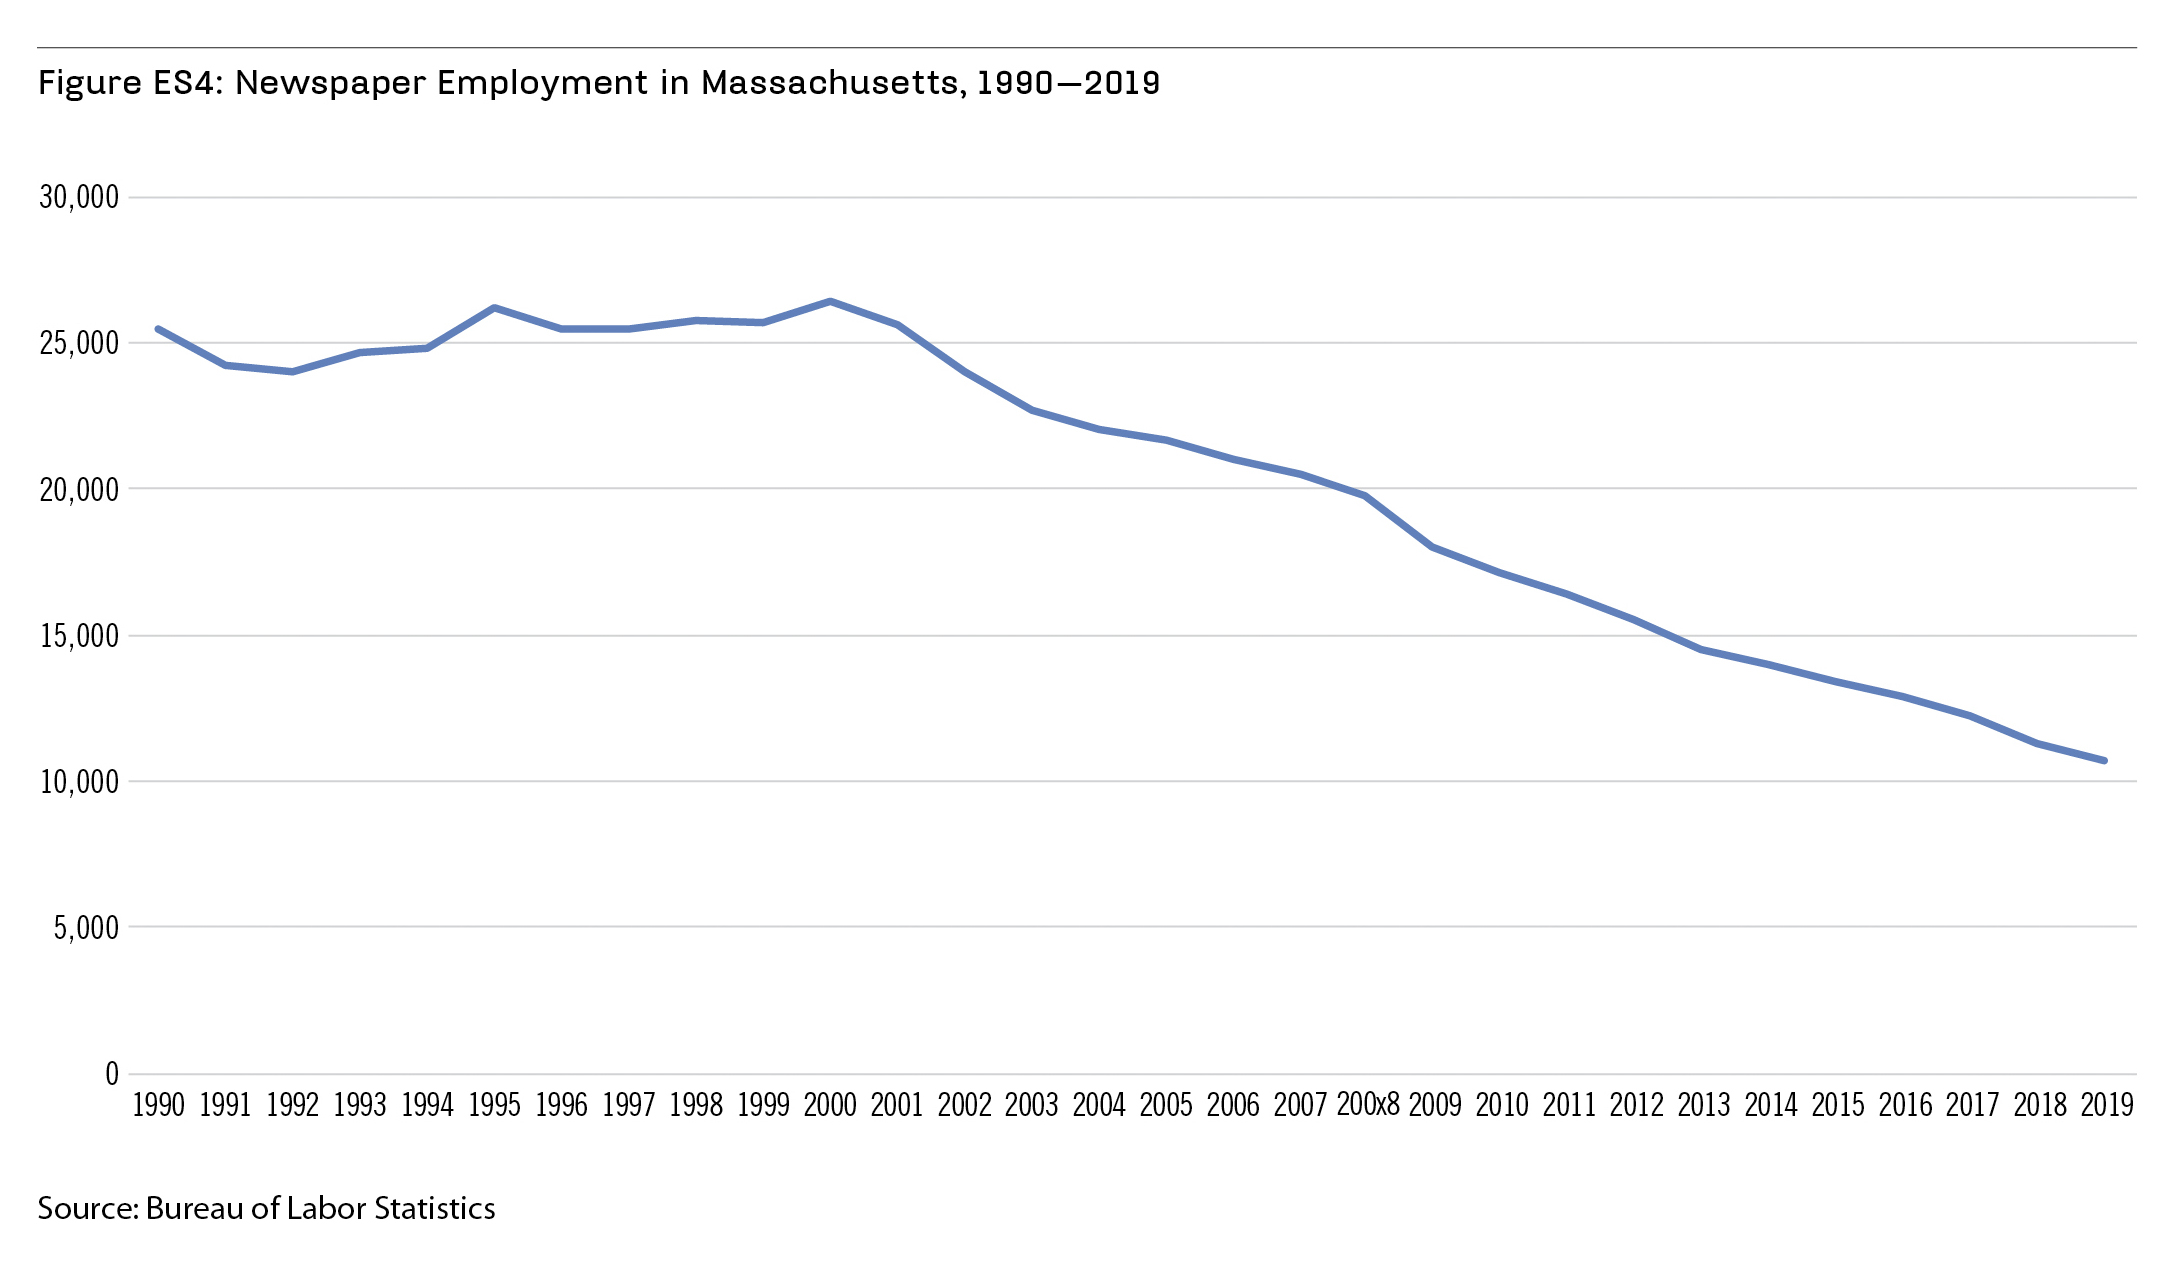 Figure ES4: Newspaper Employment in Massachusetts, 1990—2019
30,000
25,000
20,000
15,000
10,000
5,000
0
1990 1991 1992 1993 1994 1995 1996 1997 1998 1999 2000 2001 2002 2003 2004 2005 2006 2007 200x8 2009 2010 2011 2012 2013 2014 2015 2016 2017 2018 2019
Source: Bureau of Labor Statistics